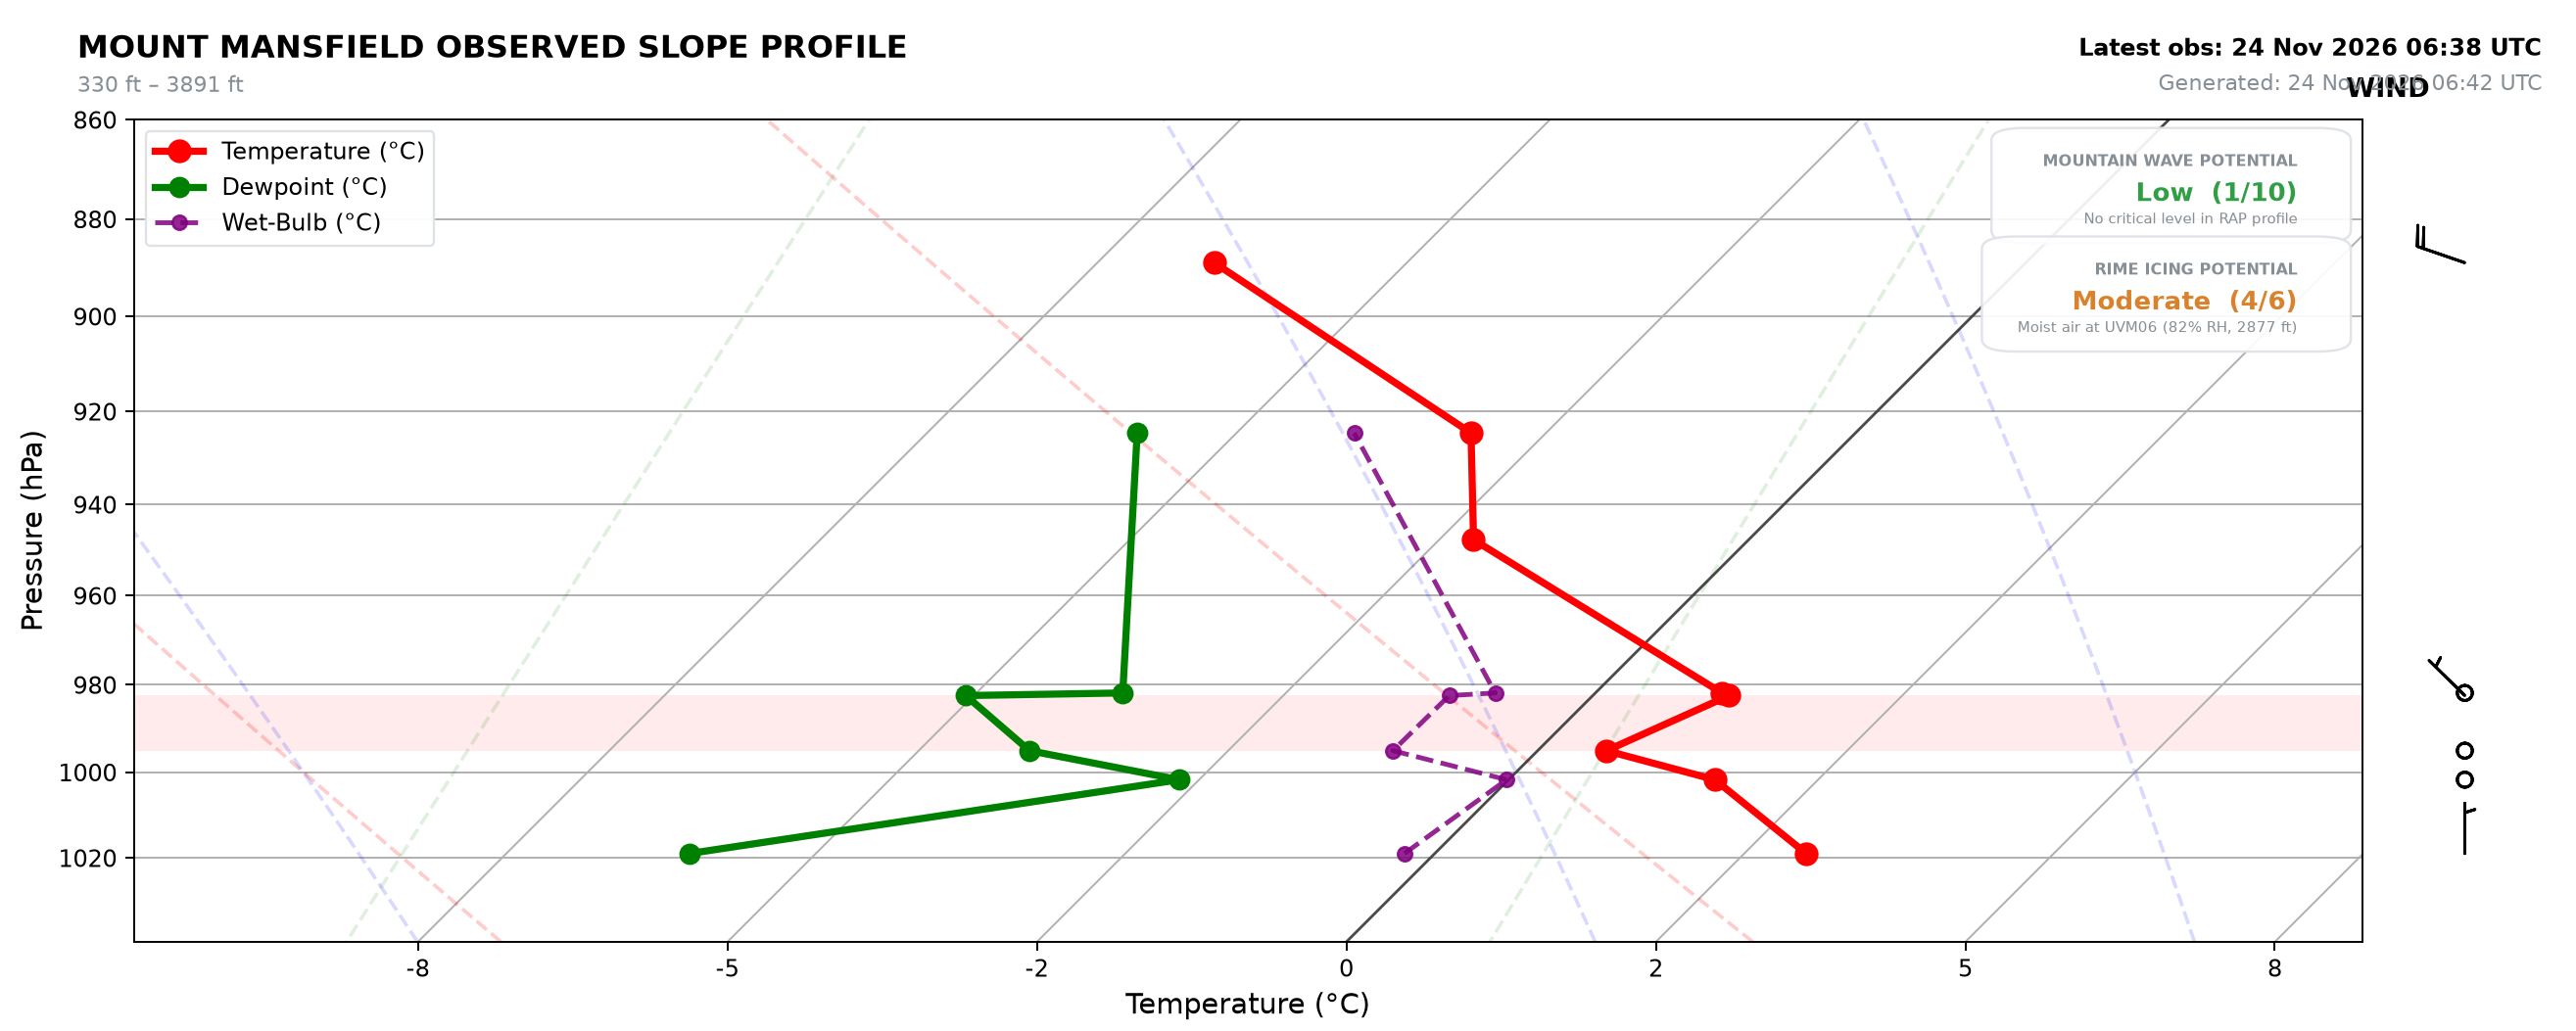 MOUNT MANSFIELD OBSERVED SLOPE PROFILE
330 ft – 3891 ft
Latest obs: 24 Nov 2026 06:38 UTC
Generated: 24 Nov 2026 06:42 UTC
WIND
Temperature (°C)
Dewpoint (°C)
Wet-Bulb (°C)
MOUNTAIN WAVE POTENTIAL
Low (1/10)
No critical level in RAP profile
RIME ICING POTENTIAL
Moderate (4/6)
Moist air at UVM06 (82% RH, 2877 ft)
Pressure (hPa)
860
880
900
920
940
960
980
1000
1020
-8 -5 -2 0 2 5 8
Temperature (°C)